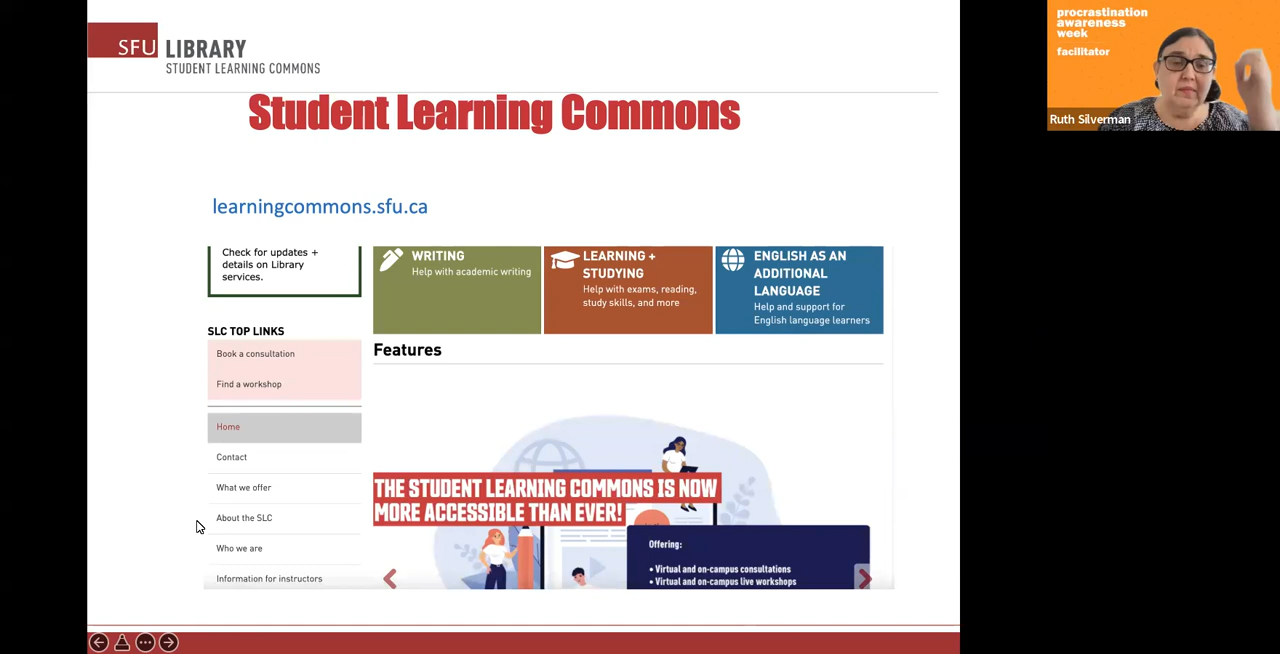 SFU LIBRARY
STUDENT LEARNING COMMONS
Student Learning Commons
learningcommons.sfu.ca
Check for updates +
details on Library
services.
SLC TOP LINKS
Book a consultation
Find a workshop
Home
Contact
What we offer
About the SLC
Who we are
Information for instructors
WRITING
Help with academic writing
LEARNING +
STUDYING
Help with exams, reading,
study skills, and more
ENGLISH AS AN
ADDITIONAL
LANGUAGE
Help and support for
English language learners
Features
THE STUDENT LEARNING COMMONS IS NOW
MORE ACCESSIBLE THAN EVER!
Offering:
• Virtual and on-campus consultations
• Virtual and on-campus live workshops
procrastination
awareness
week
facilitator
Ruth Silverman